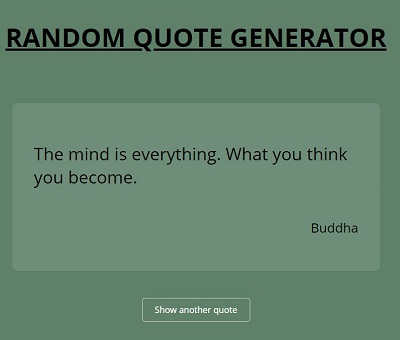 RANDOM QUOTE GENERATOR
The mind is everything. What you think
you become.
Buddha
Show another quote